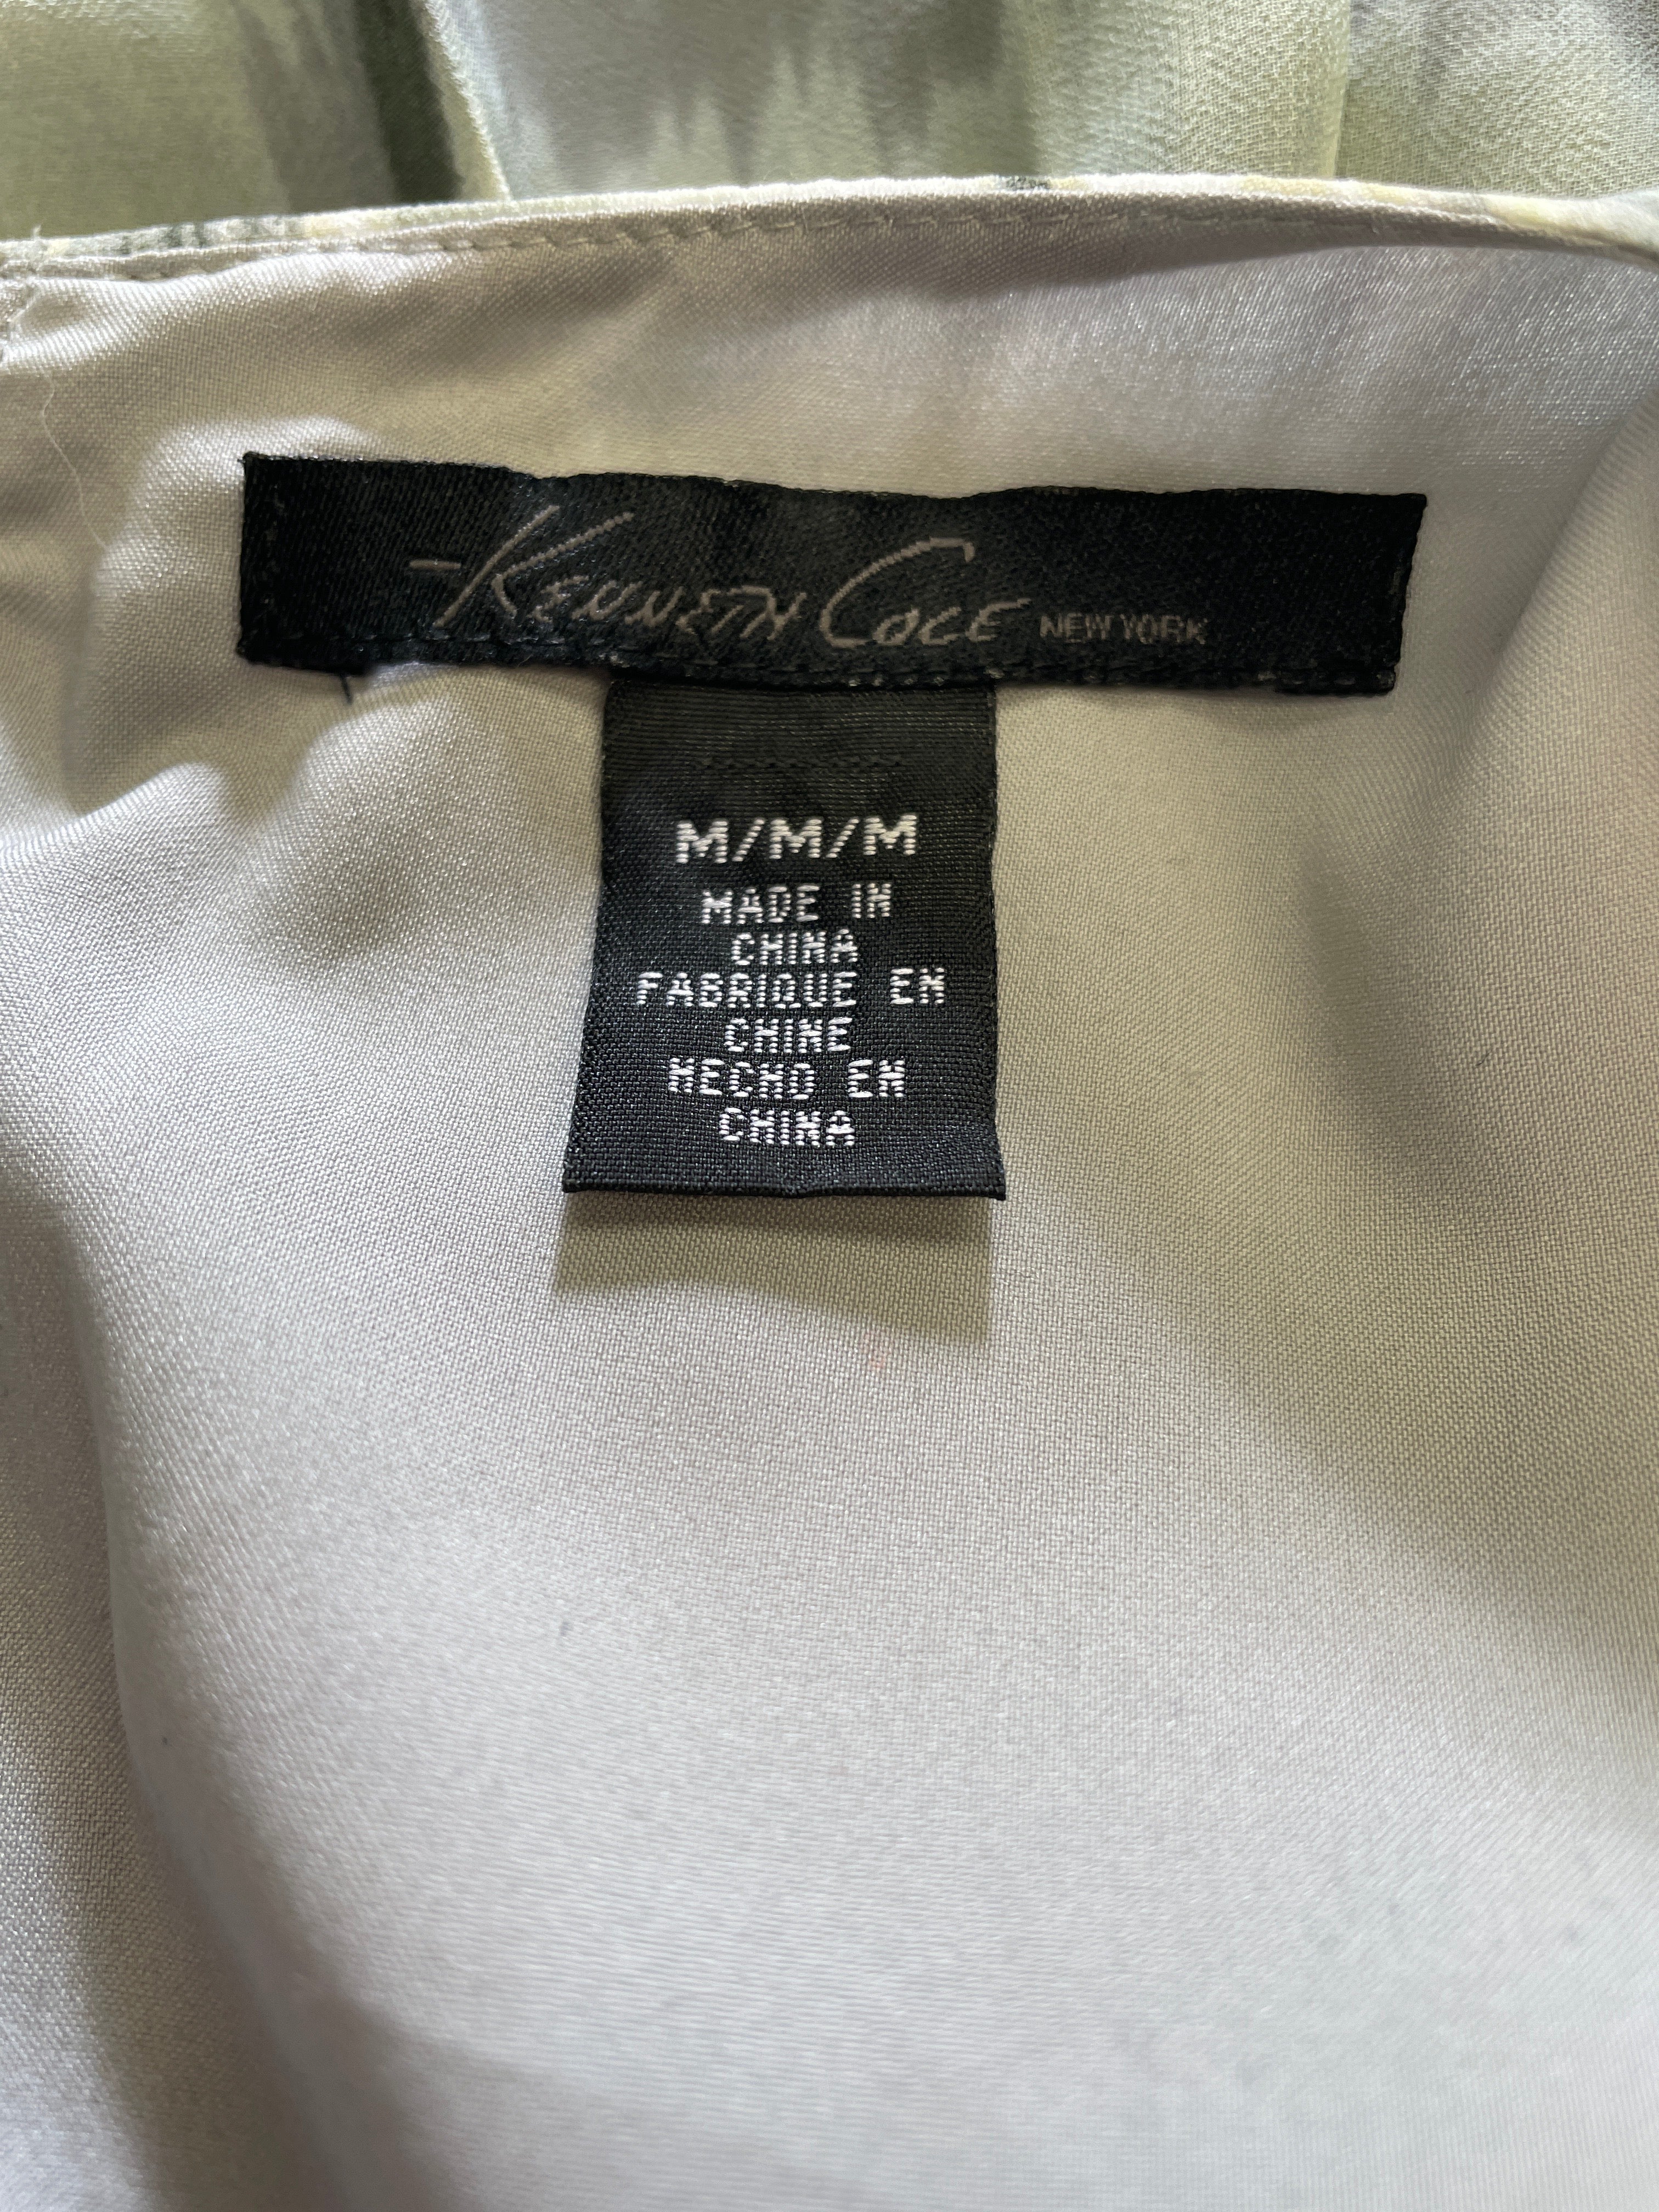 KENNETH COLE NEW YORK
M/M/M
MADE IN
CHINA
FABRIQUE EN
CHINE
HECHO EN
CHINA